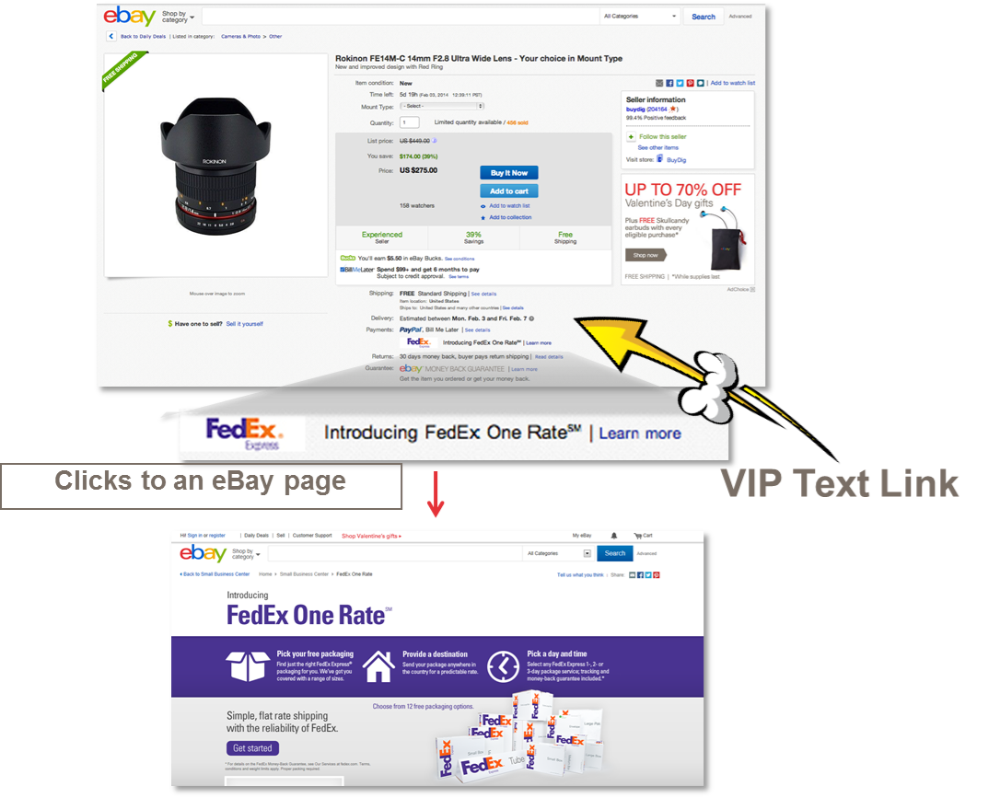 ebay Shop by category All Categories Search Advanced
Back to Daily Deals | Listed in category: Cameras & Photo > Other
FREE SHIPPING
ROKINON
Mouse over image to zoom
$ Have one to sell? Sell it yourself
Rokinon FE14M-C 14mm F2.8 Ultra Wide Lens - Your choice in Mount Type
New and improved design with Red Ring
Item condition: New
Time left: 5d 19h (Feb 03, 2014 12:39:11 PST)
Mount Type: - Select -
Quantity: 1 Limited quantity available / 456 sold
List price: US $449.00
You save: $174.00 (39%)
Price: US $275.00
Buy It Now
Add to cart
158 watchers
Add to watch list
Add to collection
Experienced Seller
39% Savings
Free Shipping
You'll earn $5.50 in eBay Bucks. See conditions
BillMeLater Spend $99+ and get 6 months to pay
Subject to credit approval. See terms
Shipping: FREE Standard Shipping | See details
Item location: United States
Ships to: United States and many other countries | See details
Delivery: Estimated between Mon. Feb. 3 and Fri. Feb. 7
Payments: PayPal, Bill Me Later | See details
FedEx Express Introducing FedEx One Rate℠ | Learn more
Returns: 30 days money back, buyer pays return shipping | Read details
Guarantee: ebay MONEY BACK GUARANTEE | Learn more
Get the item you ordered or get your money back.
| Add to watch list
Seller information
buydig (204164 )
99.4% Positive feedback
+ Follow this seller
See other items
Visit store: BuyDig
UP TO 70% OFF
Valentine's Day gifts
Plus FREE Skullcandy
earbuds with every
eligible purchase*
Shop now
ebay
FREE SHIPPING | *While supplies last
AdChoice
FedEx Express Introducing FedEx One Rate℠ | Learn more
Clicks to an eBay page
VIP Text Link
Hi! Sign in or register | Daily Deals | Sell | Customer Support Shop Valentine's gifts My eBay Cart
ebay Shop by category All Categories Search Advanced
Back to Small Business Center Home > Small Business Center > FedEx One Rate Tell us what you think | Share:
Introducing
FedEx One Rate℠
Pick your free packaging
Find just the right FedEx Express®
packaging for you. We've got you
covered with a range of sizes.
Provide a destination
Send your package anywhere in
the country for a predictable rate.
Pick a day and time
Select any FedEx Express 1-, 2- or
3-day package service; tracking and
money-back guarantee included.*
Simple, flat rate shipping
with the reliability of FedEx.
Get started
* For details on the FedEx Money-Back Guarantee, see Our Services at fedex.com. Terms,
conditions and weight limits apply. Proper packing required.
Choose from 12 free packaging options.
FedEx
FedEx
FedEx
FedEx
FedEx
FedEx
FedEx
FedEx Tube